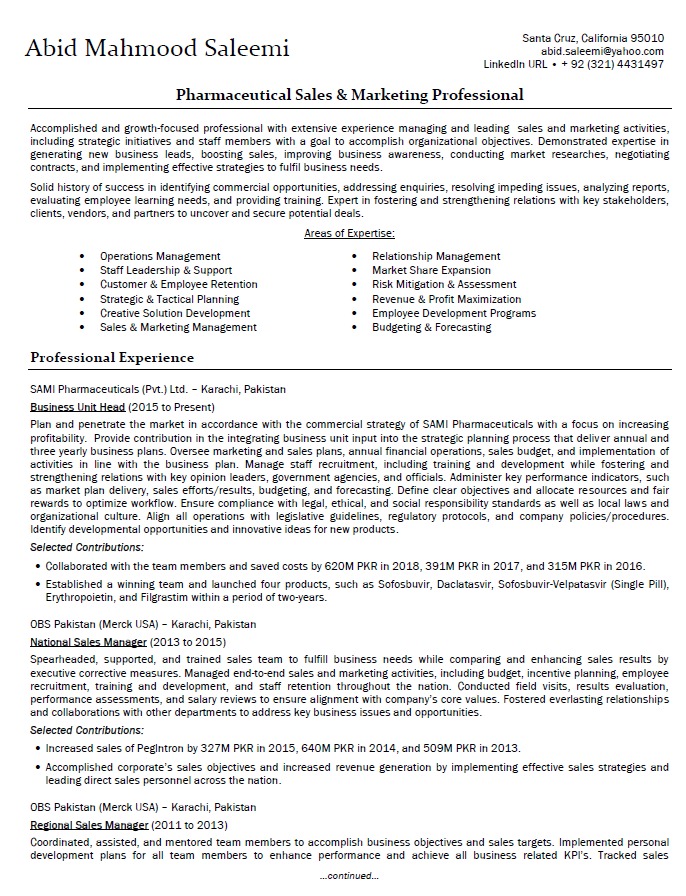 Abid Mahmood Saleemi
Santa Cruz, California 95010
abid.saleemi@yahoo.com
LinkedIn URL • + 92 (321) 4431497
Pharmaceutical Sales & Marketing Professional
Accomplished and growth-focused professional with extensive experience managing and leading sales and marketing activities,
including strategic initiatives and staff members with a goal to accomplish organizational objectives. Demonstrated expertise in
generating new business leads, boosting sales, improving business awareness, conducting market researches, negotiating
contracts, and implementing effective strategies to fulfill business needs.
Solid history of success in identifying commercial opportunities, addressing enquiries, resolving impeding issues, analyzing reports,
evaluating employee learning needs, and providing training. Expert in fostering and strengthening relations with key stakeholders,
clients, vendors, and partners to uncover and secure potential deals.
Areas of Expertise:
• Operations Management
• Staff Leadership & Support
• Customer & Employee Retention
• Strategic & Tactical Planning
• Creative Solution Development
• Sales & Marketing Management
• Relationship Management
• Market Share Expansion
• Risk Mitigation & Assessment
• Revenue & Profit Maximization
• Employee Development Programs
• Budgeting & Forecasting
Professional Experience
SAMI Pharmaceuticals (Pvt.) Ltd. – Karachi, Pakistan
Business Unit Head (2015 to Present)
Plan and penetrate the market in accordance with the commercial strategy of SAMI Pharmaceuticals with a focus on increasing
profitability. Provide contribution in the integrating business unit input into the strategic planning process that deliver annual and
three yearly business plans. Oversee marketing and sales plans, annual financial operations, sales budget, and implementation of
activities in line with the business plan. Manage staff recruitment, including training and development while fostering and
strengthening relations with key opinion leaders, government agencies, and officials. Administer key performance indicators, such
as market plan delivery, sales efforts/results, budgeting, and forecasting. Define clear objectives and allocate resources and fair
rewards to optimize workflow. Ensure compliance with legal, ethical, and social responsibility standards as well as local laws and
organizational culture. Align all operations with legislative guidelines, regulatory protocols, and company policies/procedures.
Identify developmental opportunities and innovative ideas for new products.
Selected Contributions:
• Collaborated with the team members and saved costs by 620M PKR in 2018, 391M PKR in 2017, and 315M PKR in 2016.
• Established a winning team and launched four products, such as Sofosbuvir, Daclatasvir, Sofosbuvir-Velpatasvir (Single Pill),
Erythropoietin, and Filgrastim within a period of two-years.
OBS Pakistan (Merck USA) – Karachi, Pakistan
National Sales Manager (2013 to 2015)
Spearheaded, supported, and trained sales team to fulfill business needs while comparing and enhancing sales results by
executive corrective measures. Managed end-to-end sales and marketing activities, including budget, incentive planning, employee
recruitment, training and development, and staff retention throughout the nation. Conducted field visits, results evaluation,
performance assessments, and salary reviews to ensure alignment with company's core values. Fostered everlasting relationships
and collaborations with other departments to address key business issues and opportunities.
Selected Contributions:
• Increased sales of PegIntron by 327M PKR in 2015, 640M PKR in 2014, and 509M PKR in 2013.
• Accomplished corporate's sales objectives and increased revenue generation by implementing effective sales strategies and
leading direct sales personnel across the nation.
OBS Pakistan (Merck USA) – Karachi, Pakistan
Regional Sales Manager (2011 to 2013)
Coordinated, assisted, and mentored team members to accomplish business objectives and sales targets. Implemented personal
development plans for all team members to enhance performance and achieve all business related KPI's. Tracked sales
...continued...